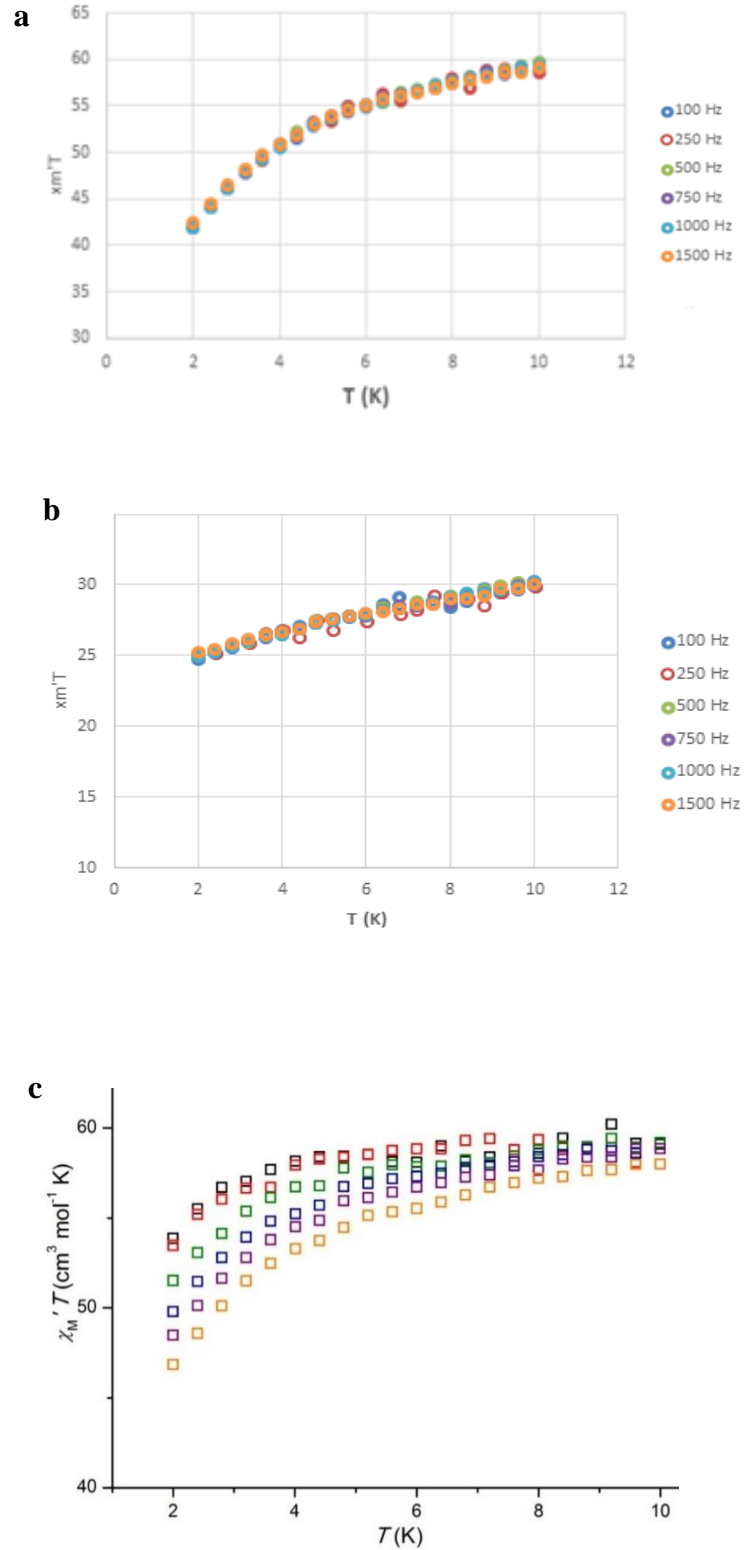 a
65
60
55
50
45
40
35
30
xm'T
0 2 4 6 8 10 12
T (K)
100 Hz
250 Hz
500 Hz
750 Hz
1000 Hz
1500 Hz
b
30
25
20
15
10
xm'T
0 2 4 6 8 10 12
T (K)
100 Hz
250 Hz
500 Hz
750 Hz
1000 Hz
1500 Hz
c
60
50
40
χM′T (cm³ mol⁻¹ K)
2 4 6 8 10
T (K)